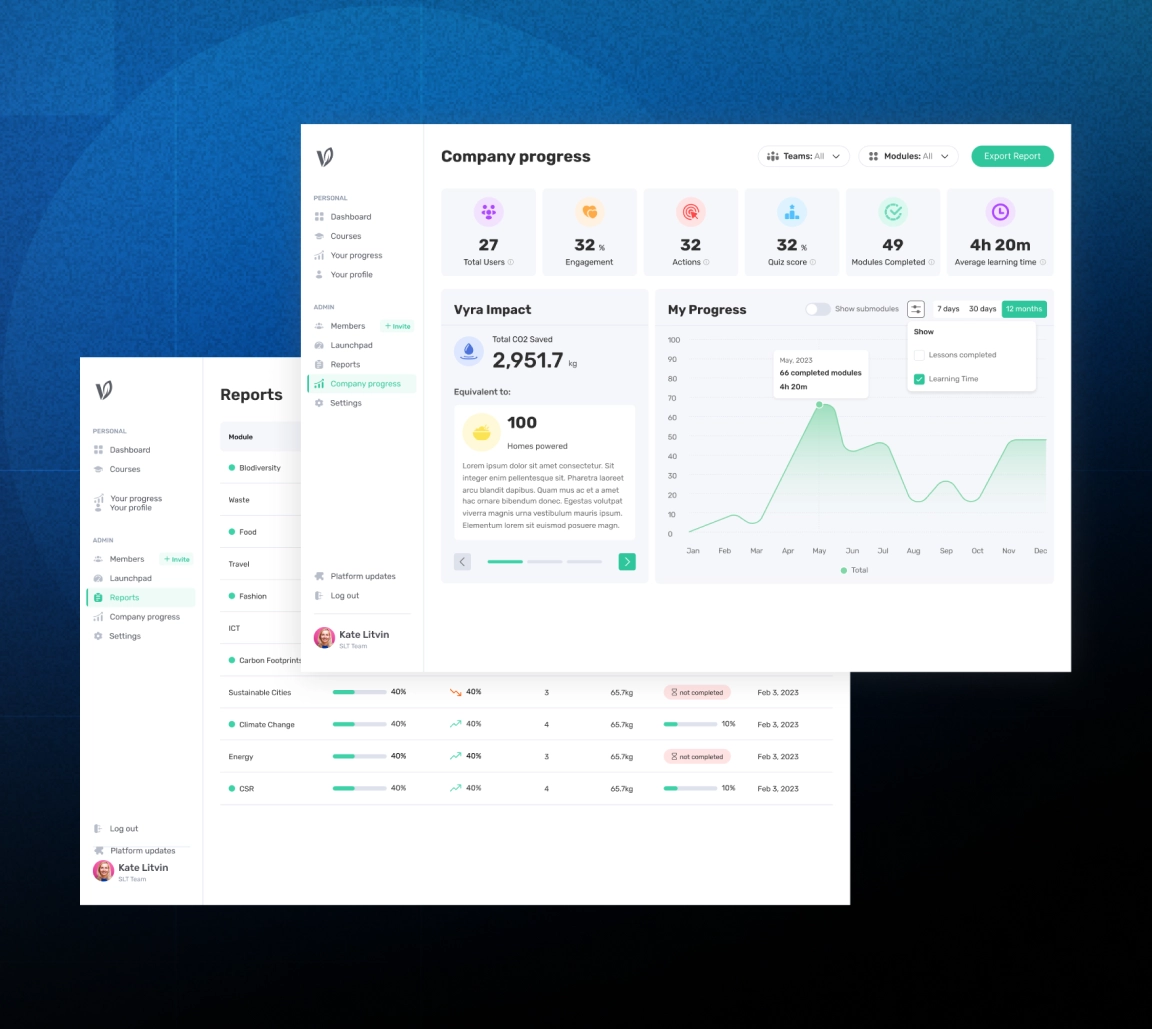 Company progress
Teams: All
Modules: All
Export Report
PERSONAL
Dashboard
Courses
Your progress
Your profile
ADMIN
Members
+ Invite
Launchpad
Reports
Company progress
Settings
Platform updates
Log out
Kate Litvin
SLT Team
27
Total Users
32 %
Engagement
32
Actions
32 %
Quiz score
49
Modules Completed
4h 20m
Average learning time
Vyra Impact
Total CO2 Saved
2,951.7 kg
Equivalent to:
100
Homes powered
Lorem ipsum dolor sit amet consectetur. Sit
integer enim pellentesque sit. Pharetra laoreet
arcu blandit dapibus. Quam mus ac et a amet
hac ornare bibendum donec. Egestas volutpat
viverra magnis urna vestibulum mauris ipsum.
Elementum lorem sit euismod posuere magn.
My Progress
Show submodules
7 days
30 days
12 months
Show
Lessons completed
Learning Time
May, 2023
66 completed modules
4h 20m
100
90
80
70
60
50
40
30
20
10
0
Jan Feb Mar Apr May Jun Jul Aug Sep Oct Nov Dec
Total
PERSONAL
Dashboard
Courses
Your progress
Your profile
ADMIN
Members
+ Invite
Launchpad
Reports
Company progress
Settings
Log out
Platform updates
Kate Litvin
SLT Team
Reports
Module
Biodiversity
Waste
Food
Travel
Fashion
ICT
Carbon Footprints
Sustainable Cities 40% 40% 3 65.7kg not completed Feb 3, 2023
Climate Change 40% 40% 4 65.7kg 10% Feb 3, 2023
Energy 40% 40% 3 65.7kg not completed Feb 3, 2023
CSR 40% 40% 4 65.7kg 10% Feb 3, 2023